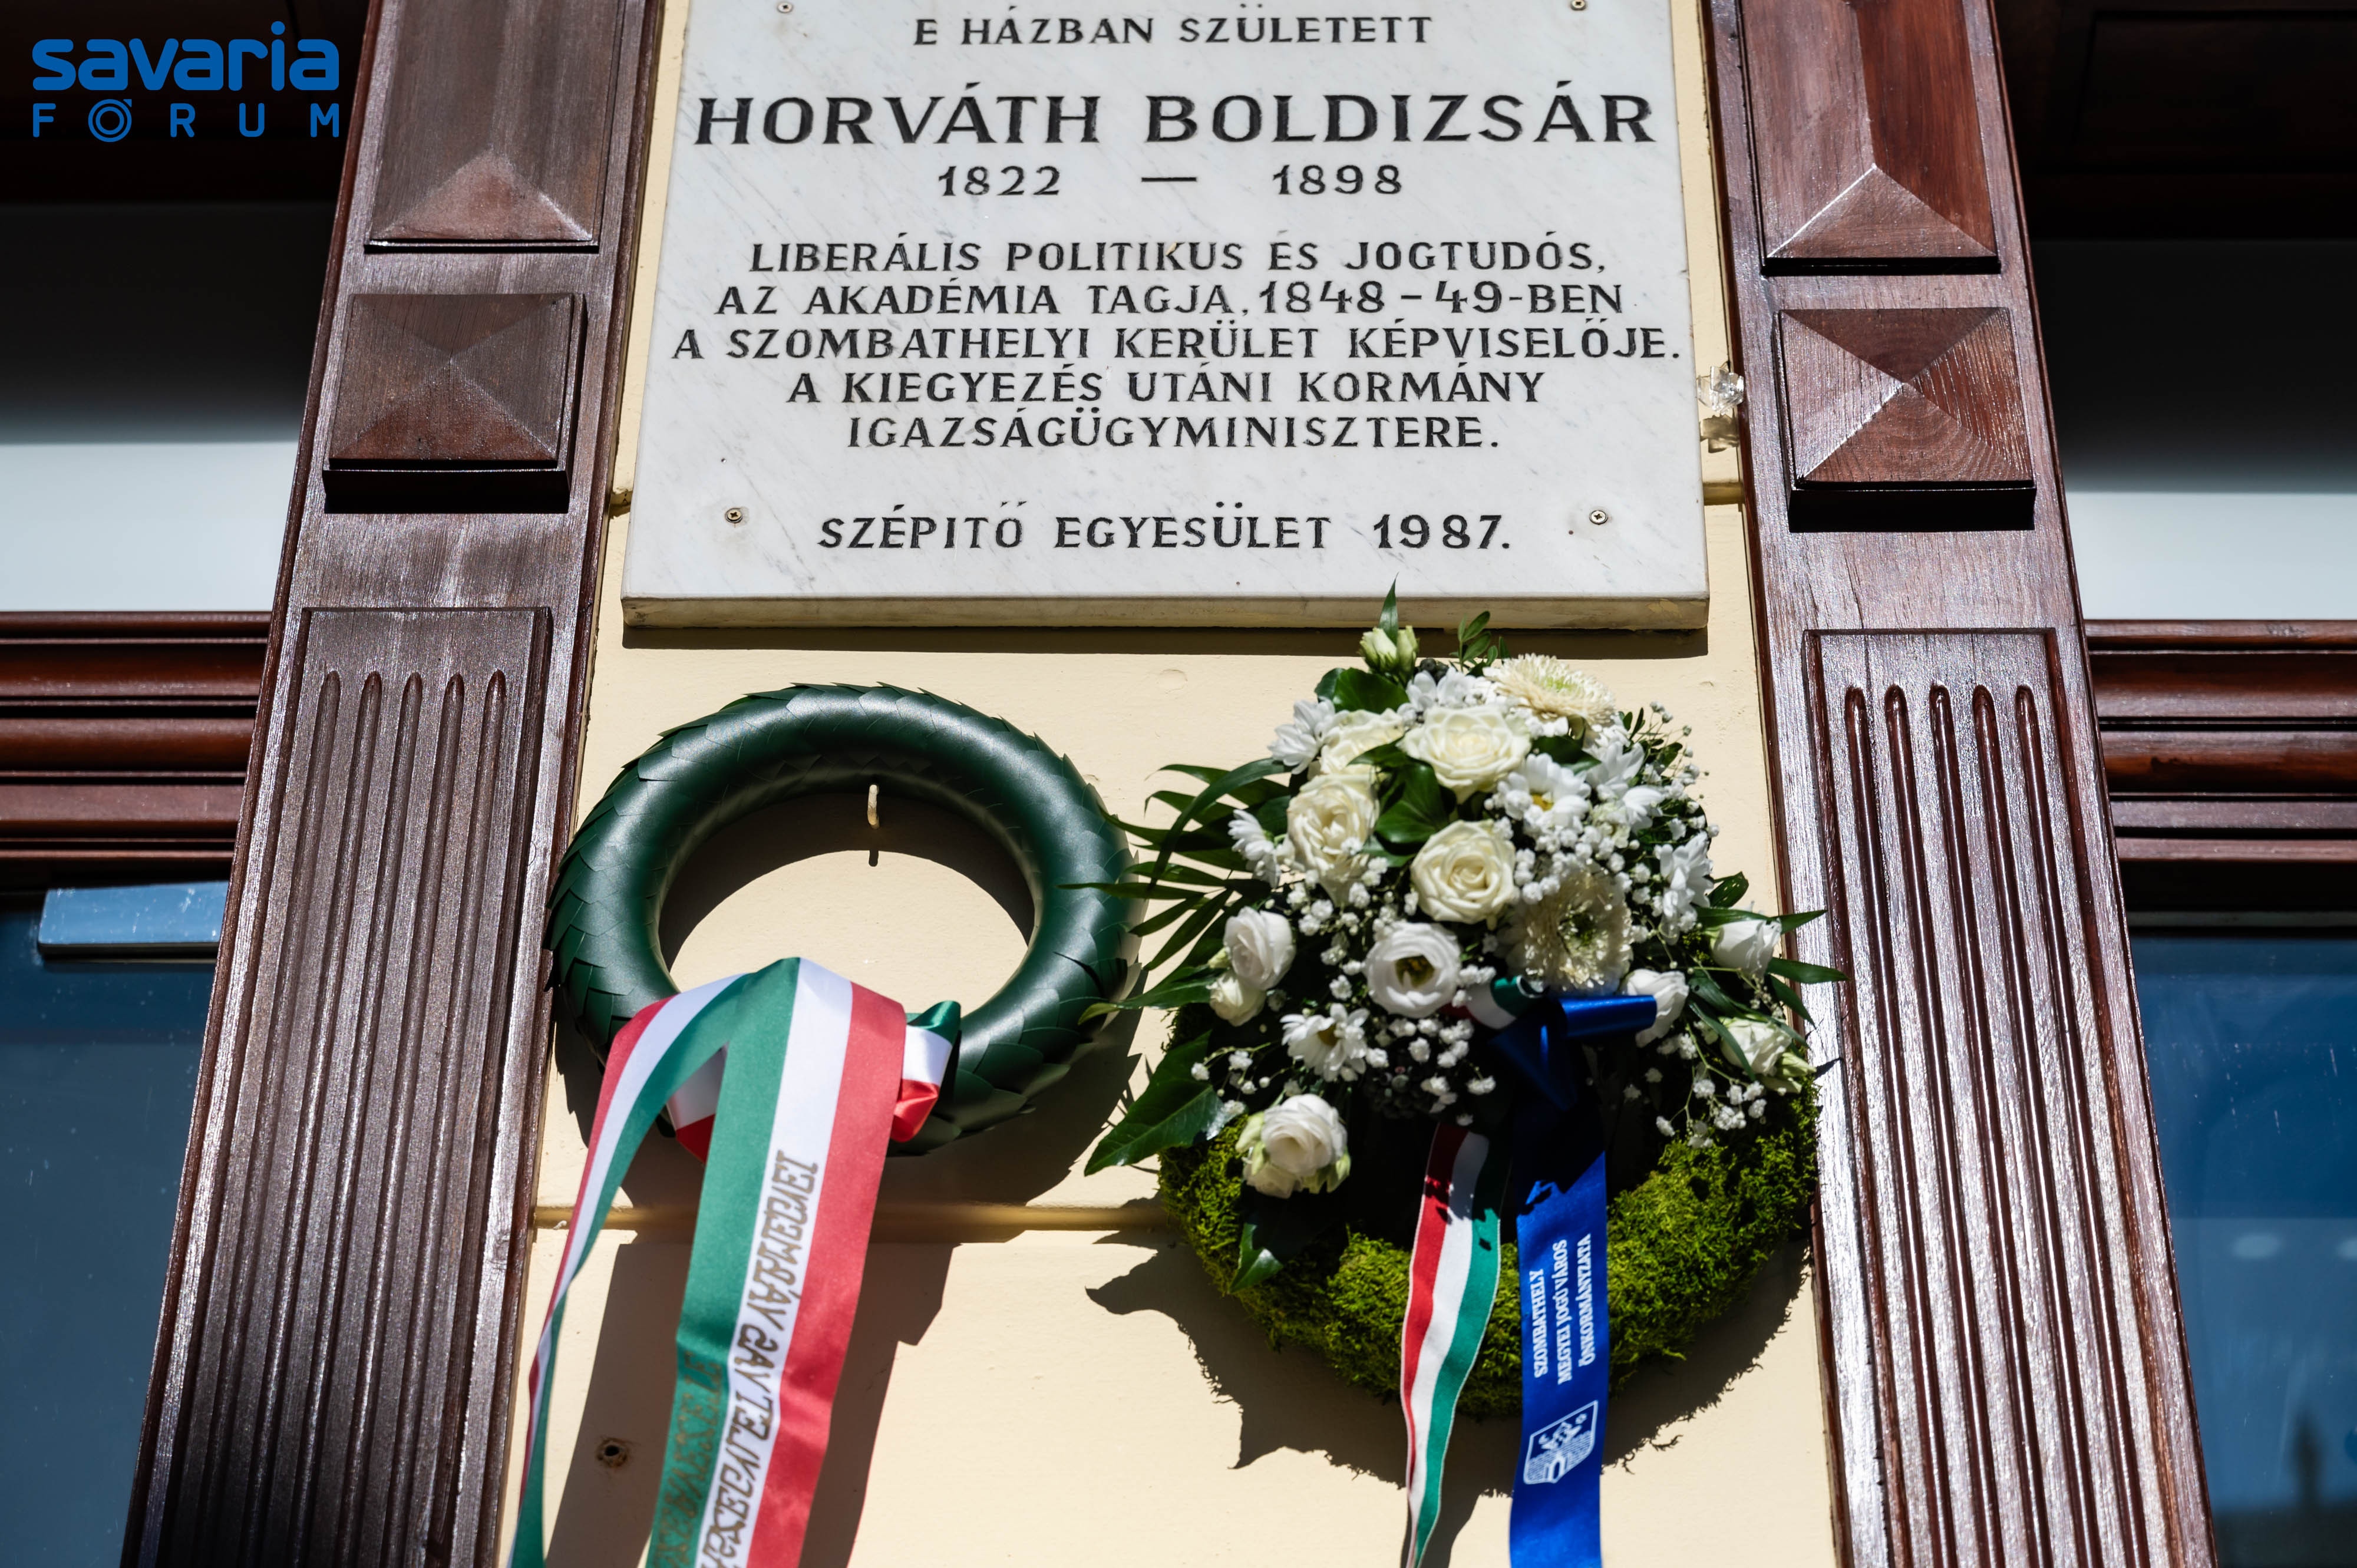 savaria
FORUM
E HÁZBAN SZÜLETETT
HORVÁTH BOLDIZSÁR
1822 — 1898
LIBERÁLIS POLITIKUS ÉS JOGTUDÓS,
AZ AKADÉMIA TAGJA, 1848-49-BEN
A SZOMBATHELYI KERÜLET KÉPVISELŐJE.
A KIEGYEZÉS UTÁNI KORMÁNY
IGAZSÁGÜGYMINISZTERE.
SZÉPITŐ EGYESÜLET 1987.
SZOMBATHELY
MEGYEI JOGÚ VÁROS
ÖNKORMÁNYZATA